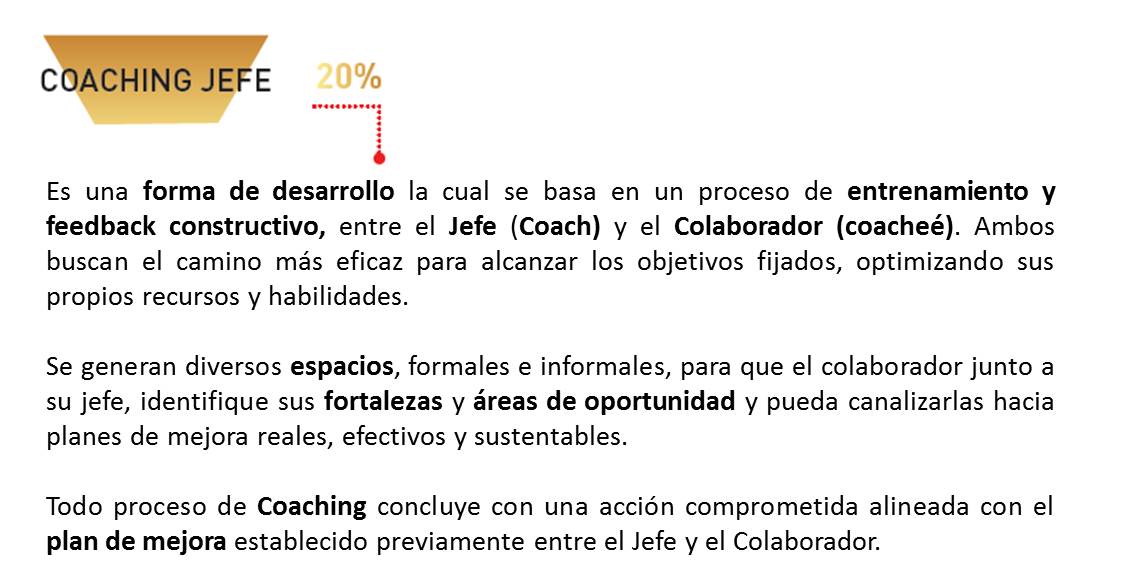 COACHING JEFE
20%
Es una forma de desarrollo la cual se basa en un proceso de entrenamiento y
feedback constructivo, entre el Jefe (Coach) y el Colaborador (coacheé). Ambos
buscan el camino más eficaz para alcanzar los objetivos fijados, optimizando sus
propios recursos y habilidades.
Se generan diversos espacios, formales e informales, para que el colaborador junto a
su jefe, identifique sus fortalezas y áreas de oportunidad y pueda canalizarlas hacia
planes de mejora reales, efectivos y sustentables.
Todo proceso de Coaching concluye con una acción comprometida alineada con el
plan de mejora establecido previamente entre el Jefe y el Colaborador.